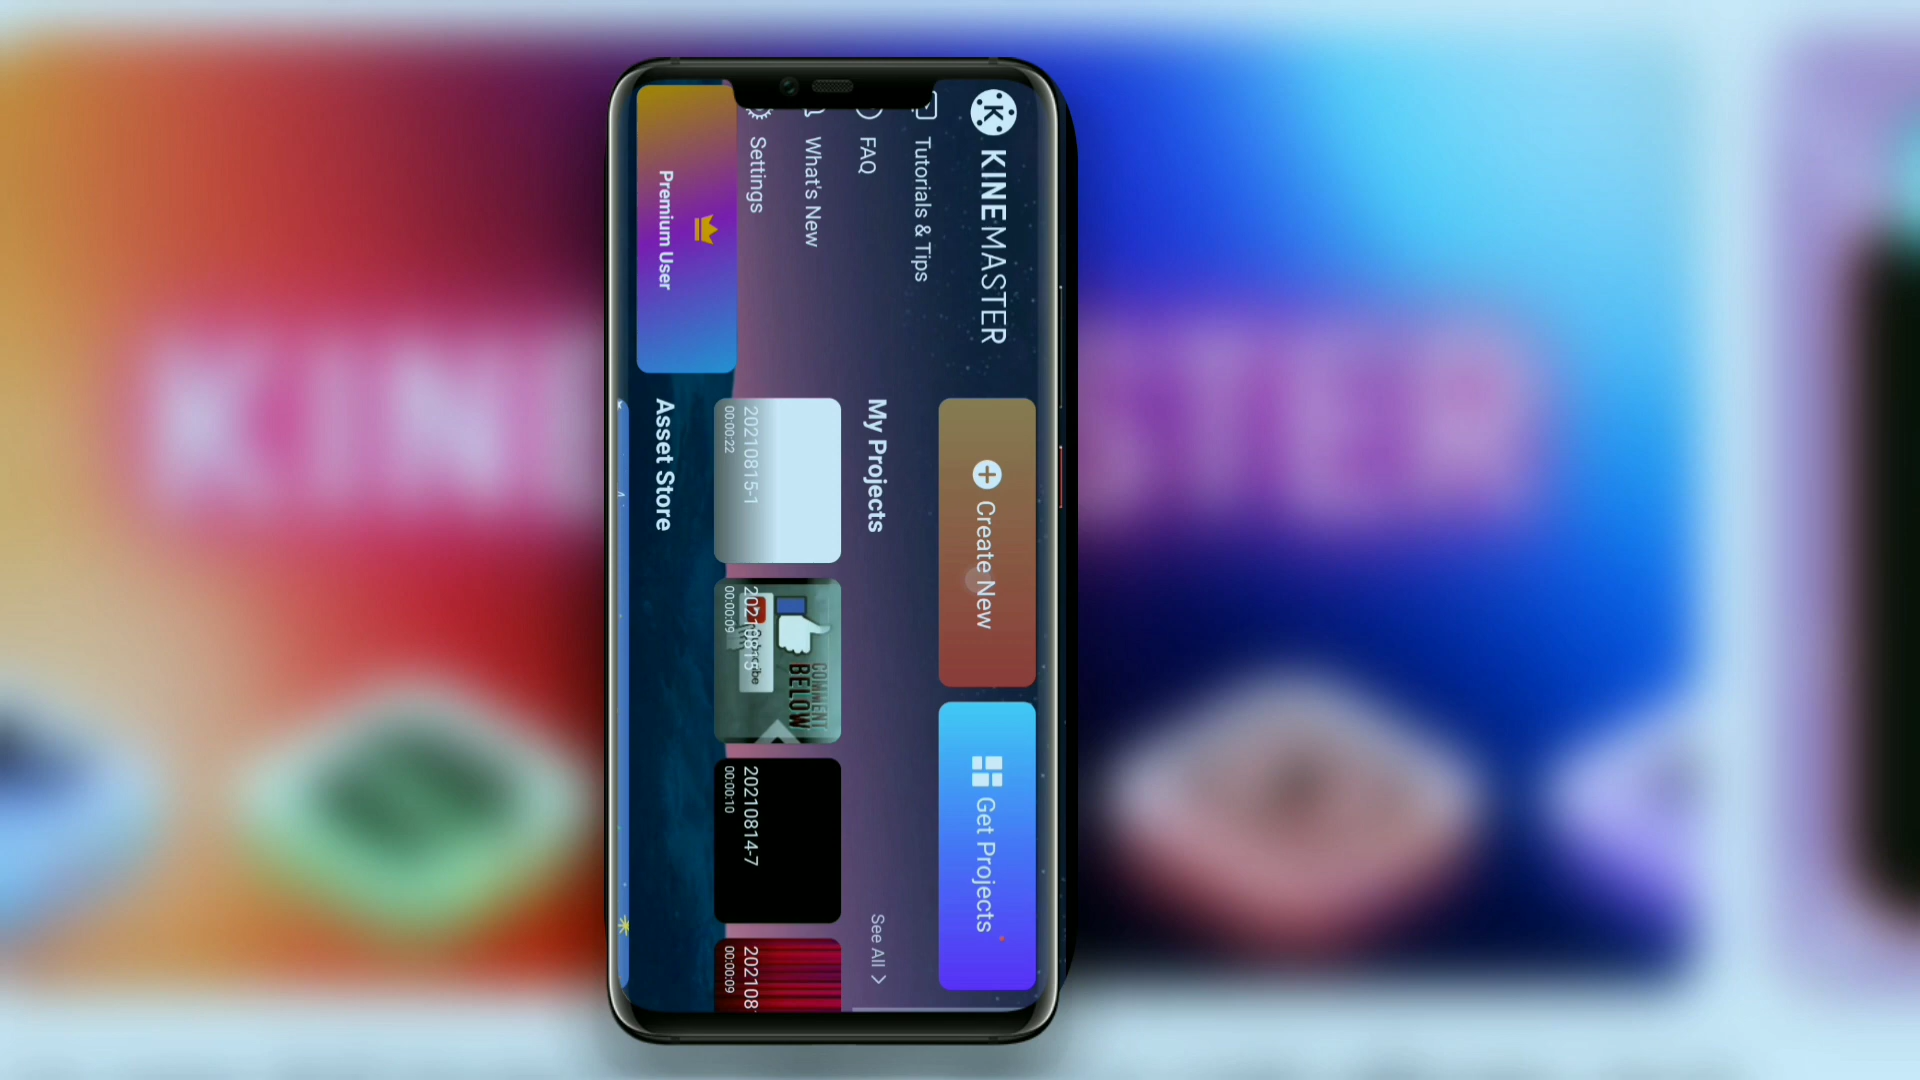 KINEMASTER
Tutorials & Tips
FAQ
What's New
Settings
Premium User
Create New
Get Projects
My Projects
See All
20210815-1
00:00:22
20210815
00:00:09
Subscribe
COMMENT
BELOW
20210814-7
00:00:10
202108
00:00:09
Asset Store